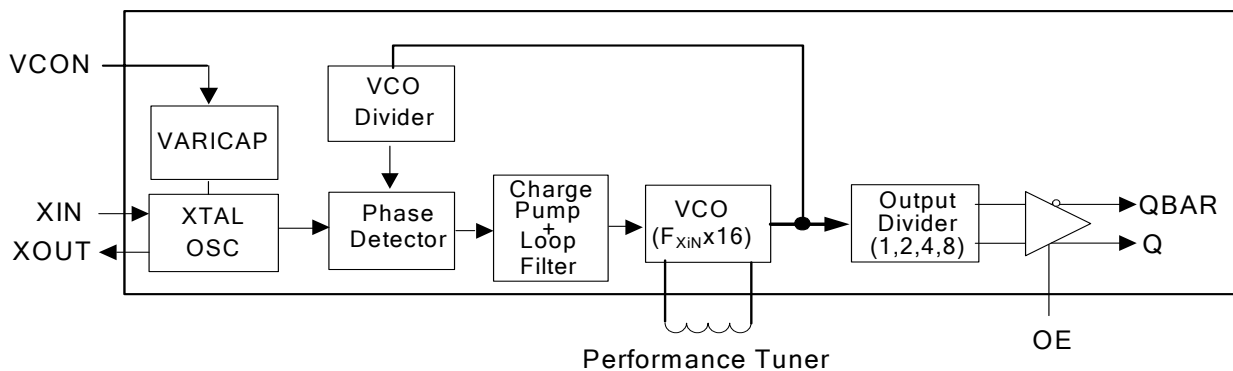 VCON
VARICAP
VCO
Divider
XIN
XOUT
XTAL
OSC
Phase
Detector
Charge
Pump
+
Loop
Filter
VCO
(FXiNx16)
Output
Divider
(1,2,4,8)
QBAR
Q
OE
Performance Tuner